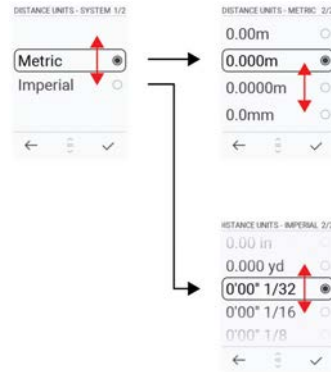 DISTANCE UNITS - SYSTEM 1/2
Metric
Imperial
DISTANCE UNITS - METRIC 2/2
0.00m
0.000m
0.0000m
0.0mm
ISTANCE UNITS - IMPERIAL 2/2
0.00 in
0.000 yd
0'00" 1/32
0'00" 1/16
0'00" 1/8